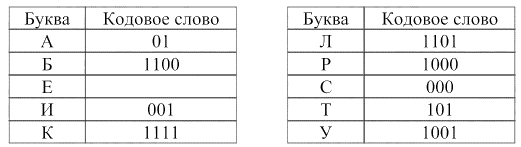 Буква Кодовое слово
А 01
Б 1100
Е
И 001
К 1111
Буква Кодовое слово
Л 1101
Р 1000
С 000
Т 101
У 1001